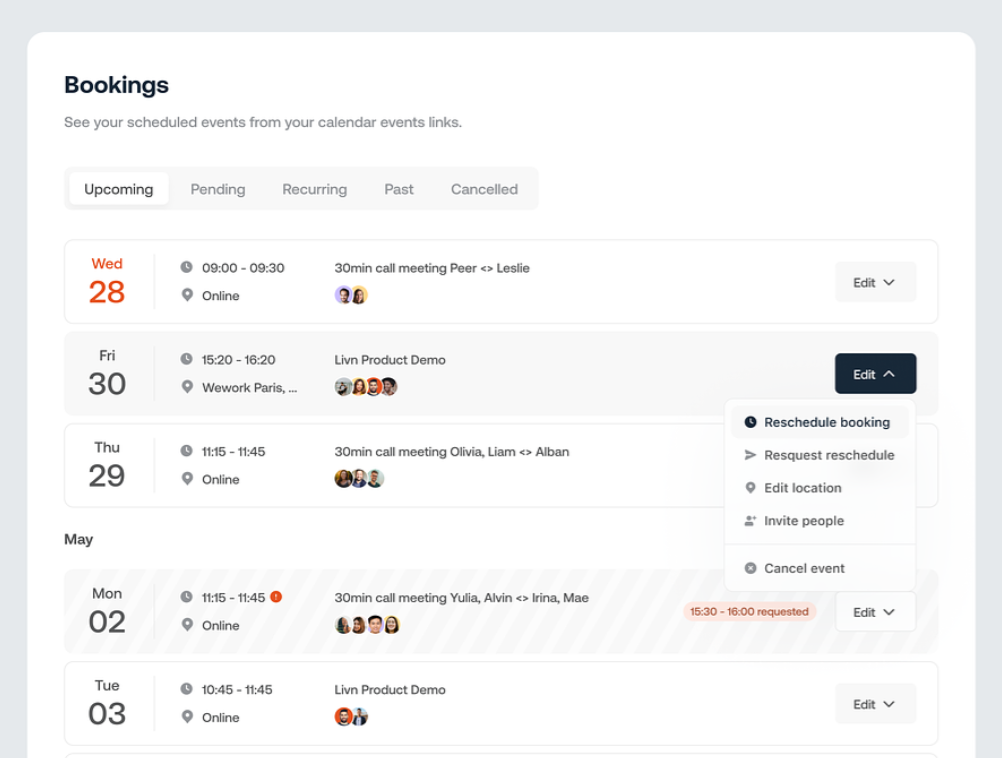 Bookings
See your scheduled events from your calendar events links.
Upcoming Pending Recurring Past Cancelled
Wed
28
09:00 - 09:30
Online
30min call meeting Peer <> Leslie
Edit
Fri
30
15:20 - 16:20
Wework Paris, ...
Livn Product Demo
Edit
Reschedule booking
Resquest reschedule
Edit location
Invite people
Cancel event
Thu
29
11:15 - 11:45
Online
30min call meeting Olivia, Liam <> Alban
May
Mon
02
11:15 - 11:45
Online
30min call meeting Yulia, Alvin <> Irina, Mae
15:30 - 16:00 requested
Edit
Tue
03
10:45 - 11:45
Online
Livn Product Demo
Edit